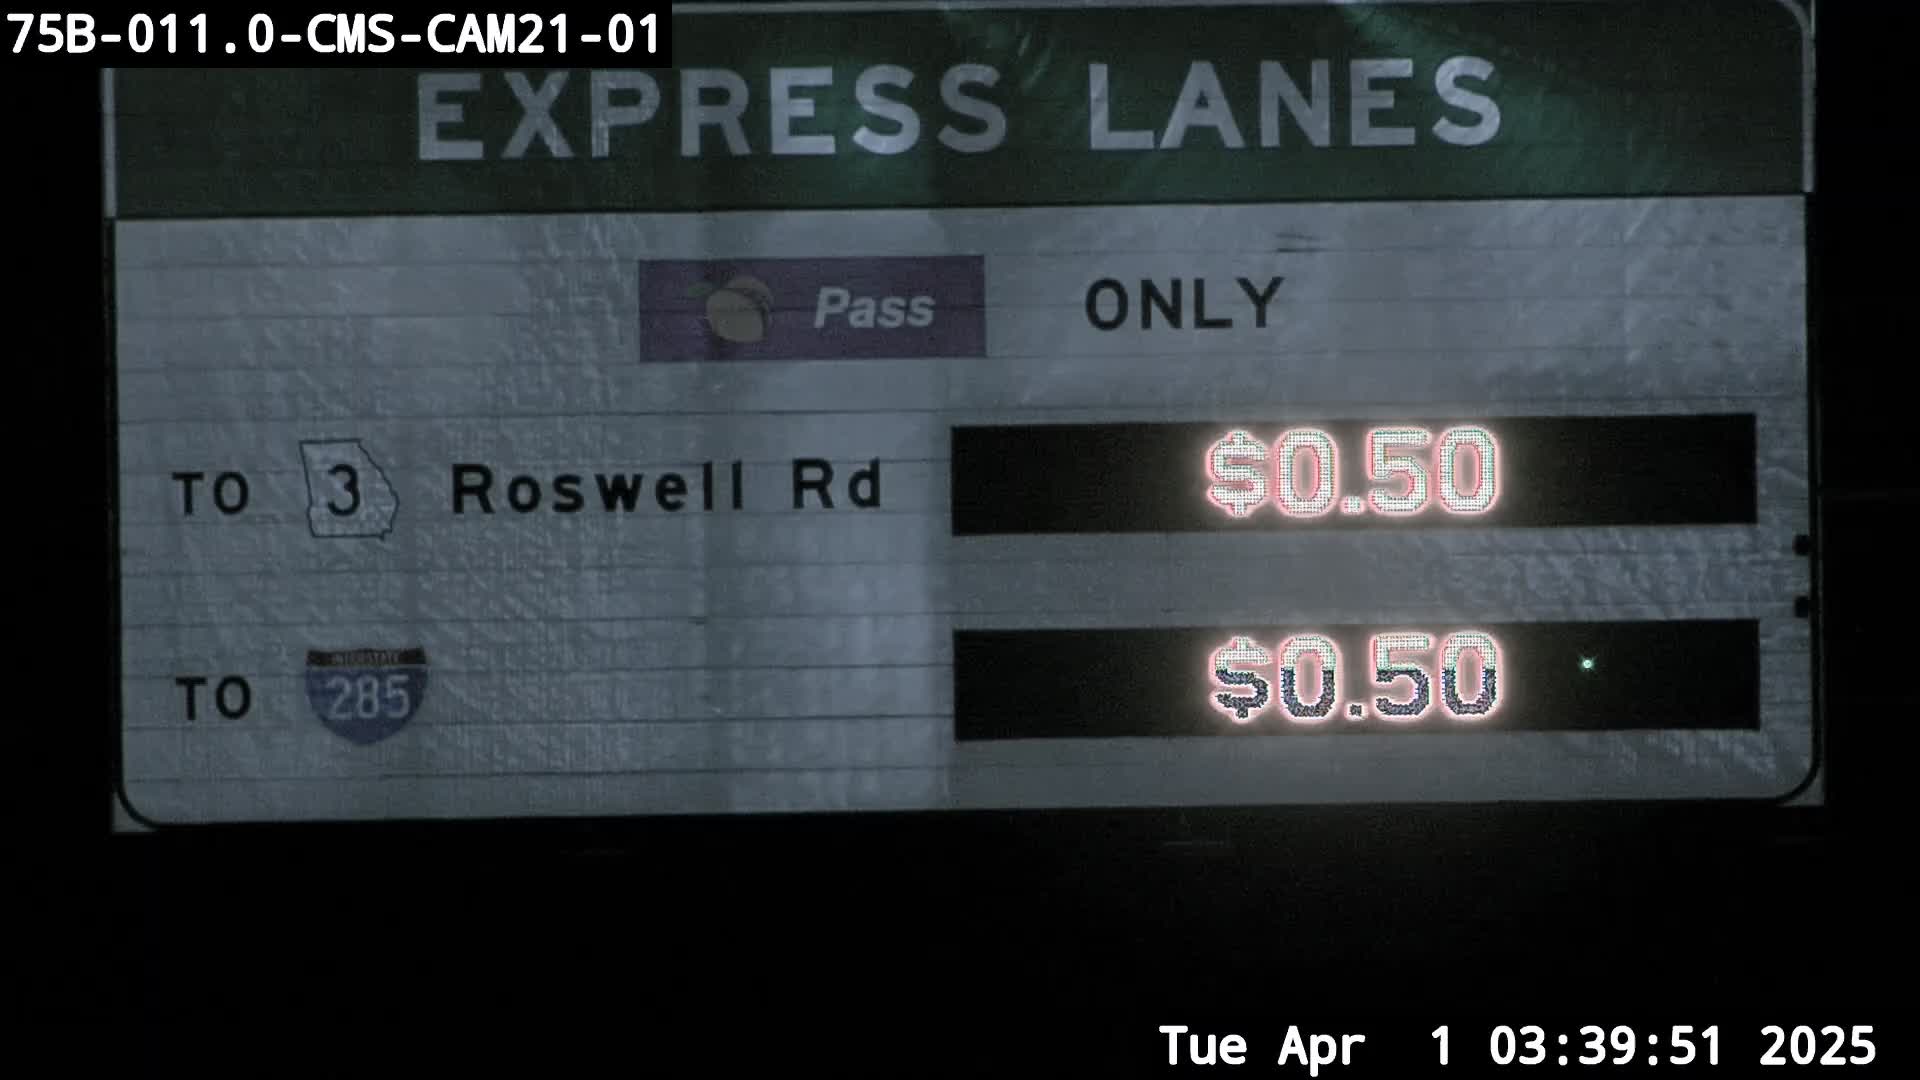 75B-011.0-CMS-CAM21-01
EXPRESS LANES
Pass ONLY
TO 3 Roswell Rd $0.50
INTERSTATE
TO 285 $0.50
Tue Apr 1 03:39:51 2025